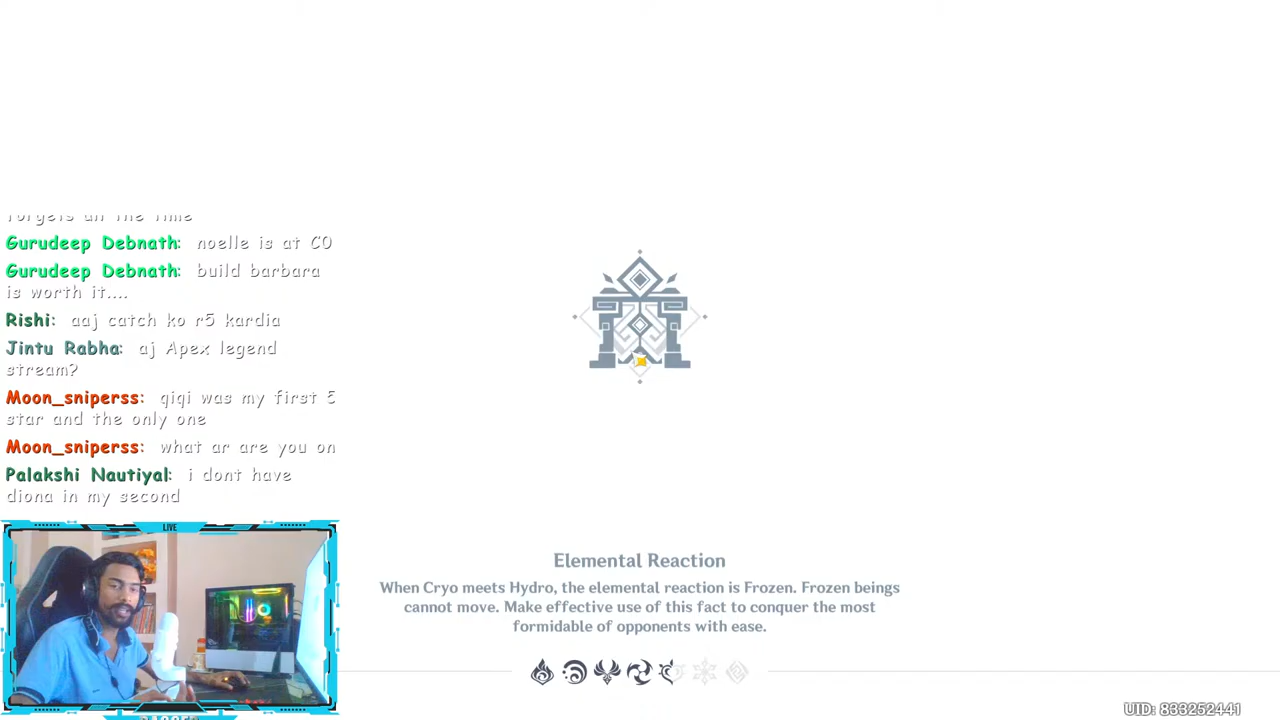 forgets all the time
Gurudeep Debnath: noelle is at C0
Gurudeep Debnath: build barbara
is worth it....
Rishi: aaj catch ko r5 kardia
Jintu Rabha: aj Apex legend
stream?
Moon_sniperss: qiqi was my first 5
star and the only one
Moon_sniperss: what ar are you on
Palakshi Nautiyal: i dont have
diona in my second
LIVE
Elemental Reaction
When Cryo meets Hydro, the elemental reaction is Frozen. Frozen beings
cannot move. Make effective use of this fact to conquer the most
formidable of opponents with ease.
UID: 833252441